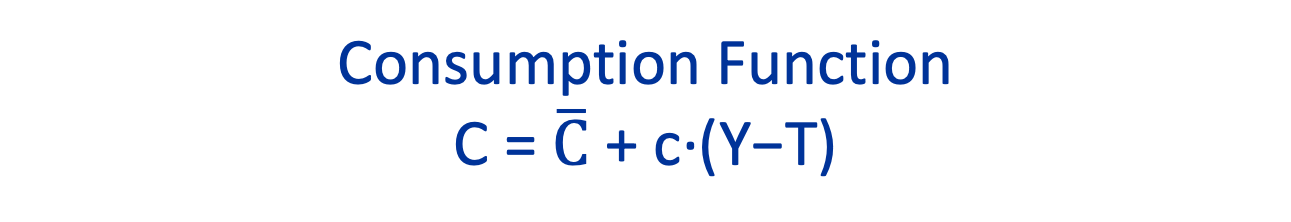 Consumption Function
C = C̅ + c·(Y−T)